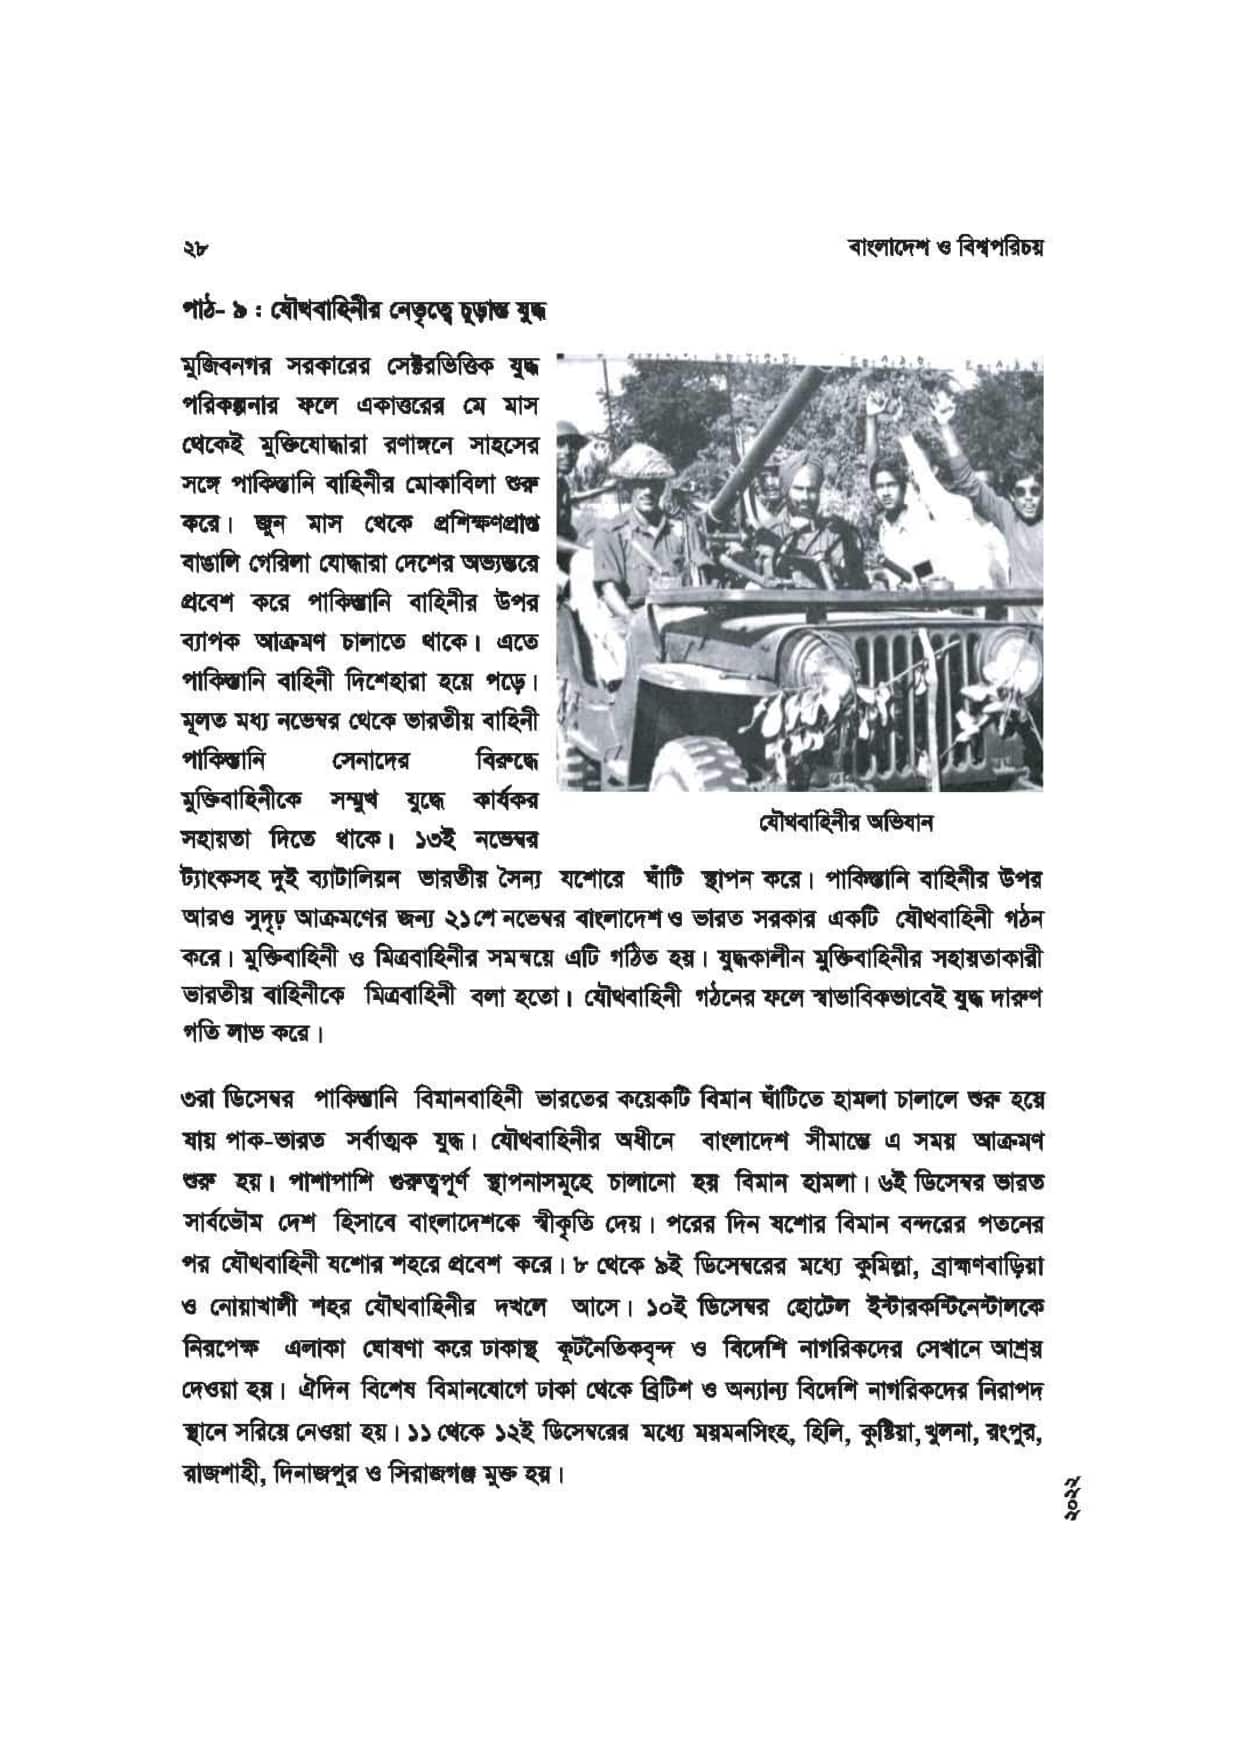 ২৮
বাংলাদেশ ও বিশ্বপরিচয়
পাঠ- ৯ : যৌথবাহিনীর নেতৃত্বে চূড়ান্ত যুদ্ধ
মুজিবনগর সরকারের সেক্টরভিত্তিক যুদ্ধ
পরিকল্পনার ফলে একাত্তরের মে মাস
থেকেই মুক্তিযোদ্ধারা রণাঙ্গনে সাহসের
সঙ্গে পাকিস্তানি বাহিনীর মোকাবিলা শুরু
করে। জুন মাস থেকে প্রশিক্ষণপ্রাপ্ত
বাঙালি গেরিলা যোদ্ধারা দেশের অভ্যন্তরে
প্রবেশ করে পাকিস্তানি বাহিনীর উপর
ব্যাপক আক্রমণ চালাতে থাকে। এতে
পাকিস্তানি বাহিনী দিশেহারা হয়ে পড়ে।
মূলত মধ্য নভেম্বর থেকে ভারতীয় বাহিনী
পাকিস্তানি সেনাদের বিরুদ্ধে
মুক্তিবাহিনীকে সম্মুখ যুদ্ধে কার্যকর
সহায়তা দিতে থাকে। ১৩ই নভেম্বর
যৌথবাহিনীর অভিযান
ট্যাংকসহ দুই ব্যাটালিয়ন ভারতীয় সৈন্য যশোরে ঘাঁটি স্থাপন করে। পাকিস্তানি বাহিনীর উপর
আরও সুদৃঢ় আক্রমণের জন্য ২১শে নভেম্বর বাংলাদেশ ও ভারত সরকার একটি যৌথবাহিনী গঠন
করে। মুক্তিবাহিনী ও মিত্রবাহিনীর সমন্বয়ে এটি গঠিত হয়। যুদ্ধকালীন মুক্তিবাহিনীর সহায়তাকারী
ভারতীয় বাহিনীকে মিত্রবাহিনী বলা হতো। যৌথবাহিনী গঠনের ফলে স্বাভাবিকভাবেই যুদ্ধ দারুণ
গতি লাভ করে।
৩রা ডিসেম্বর পাকিস্তানি বিমানবাহিনী ভারতের কয়েকটি বিমান ঘাঁটিতে হামলা চালালে শুরু হয়ে
যায় পাক-ভারত সর্বাত্মক যুদ্ধ। যৌথবাহিনীর অধীনে বাংলাদেশ সীমান্তে এ সময় আক্রমণ
শুরু হয়। পাশাপাশি গুরুত্বপূর্ণ স্থাপনাসমূহে চালানো হয় বিমান হামলা। ৬ই ডিসেম্বর ভারত
সার্বভৌম দেশ হিসাবে বাংলাদেশকে স্বীকৃতি দেয়। পরের দিন যশোর বিমান বন্দরের পতনের
পর যৌথবাহিনী যশোর শহরে প্রবেশ করে। ৮ থেকে ৯ই ডিসেম্বরের মধ্যে কুমিল্লা, ব্রাহ্মণবাড়িয়া
ও নোয়াখালী শহর যৌথবাহিনীর দখলে আসে। ১০ই ডিসেম্বর হোটেল ইন্টারকন্টিনেন্টালকে
নিরপেক্ষ এলাকা ঘোষণা করে ঢাকাস্থ কূটনৈতিকবৃন্দ ও বিদেশি নাগরিকদের সেখানে আশ্রয়
দেওয়া হয়। ঐদিন বিশেষ বিমানযোগে ঢাকা থেকে ব্রিটিশ ও অন্যান্য বিদেশি নাগরিকদের নিরাপদ
স্থানে সরিয়ে নেওয়া হয়। ১১ থেকে ১২ই ডিসেম্বরের মধ্যে ময়মনসিংহ, হিলি, কুষ্টিয়া, খুলনা, রংপুর,
রাজশাহী, দিনাজপুর ও সিরাজগঞ্জ মুক্ত হয়।
২০২২